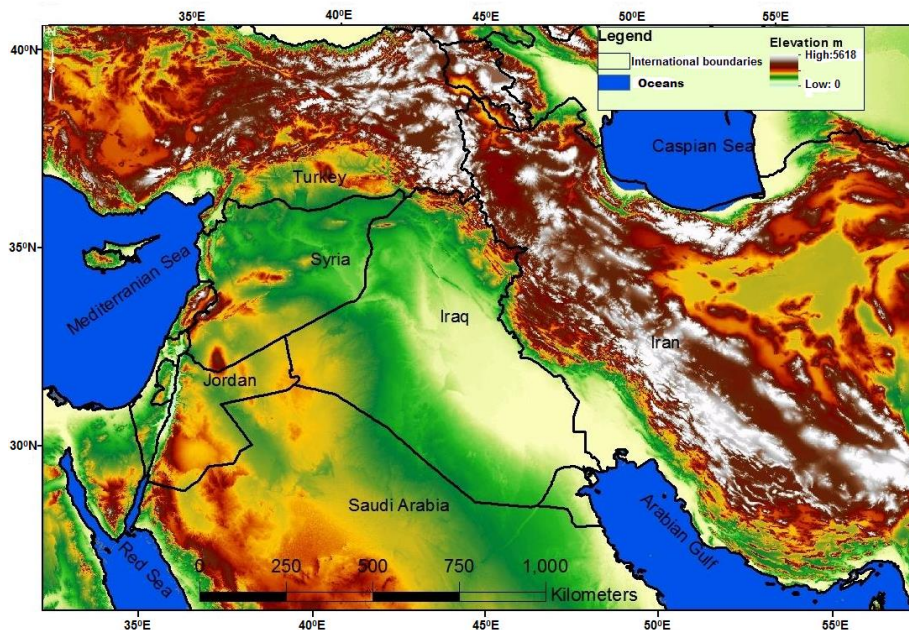 35°E
40°E
45°E
50°E
55°E
40°N
N
Legend
International boundaries
Oceans
Elevation m
High:5618
Low: 0
Caspian Sea
Turkey
35°N
Mediterranian Sea
Syria
Iraq
Iran
Jordan
30°N
Saudi Arabia
Arabian Gulf
Red Sea
0
250
500
750
1,000
Kilometers
35°E
40°E
45°E
50°E
55°E